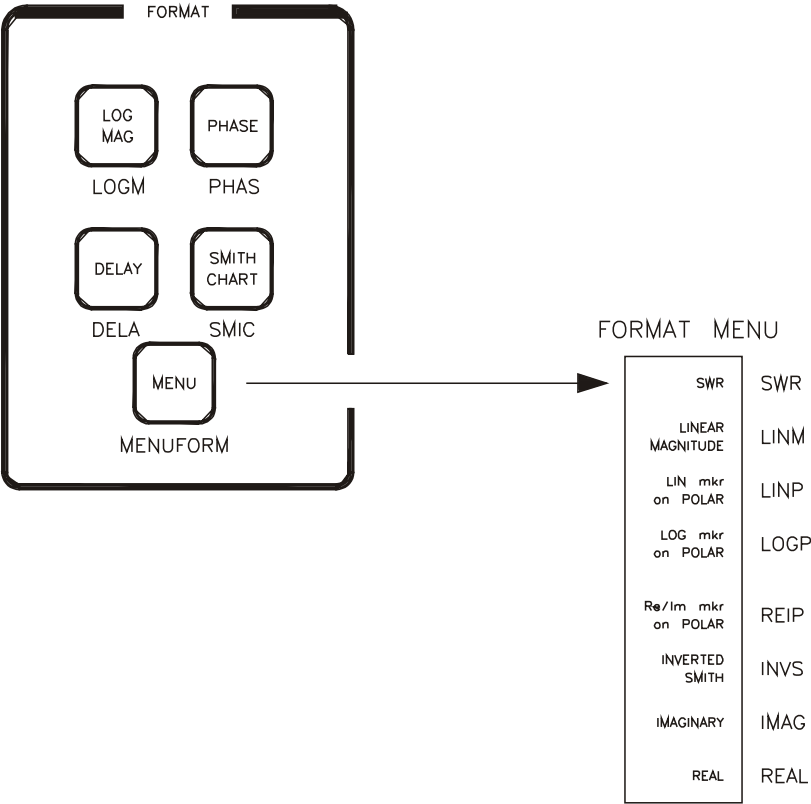 FORMAT
LOG
MAG
PHASE
LOGM
PHAS
DELAY
SMITH
CHART
DELA
SMIC
MENU
MENUFORM
FORMAT MENU
SWR
SWR
LINEAR
MAGNITUDE
LINM
LIN mkr
on POLAR
LINP
LOG mkr
on POLAR
LOGP
Re/Im mkr
on POLAR
REIP
INVERTED
SMITH
INVS
IMAGINARY
IMAG
REAL
REAL